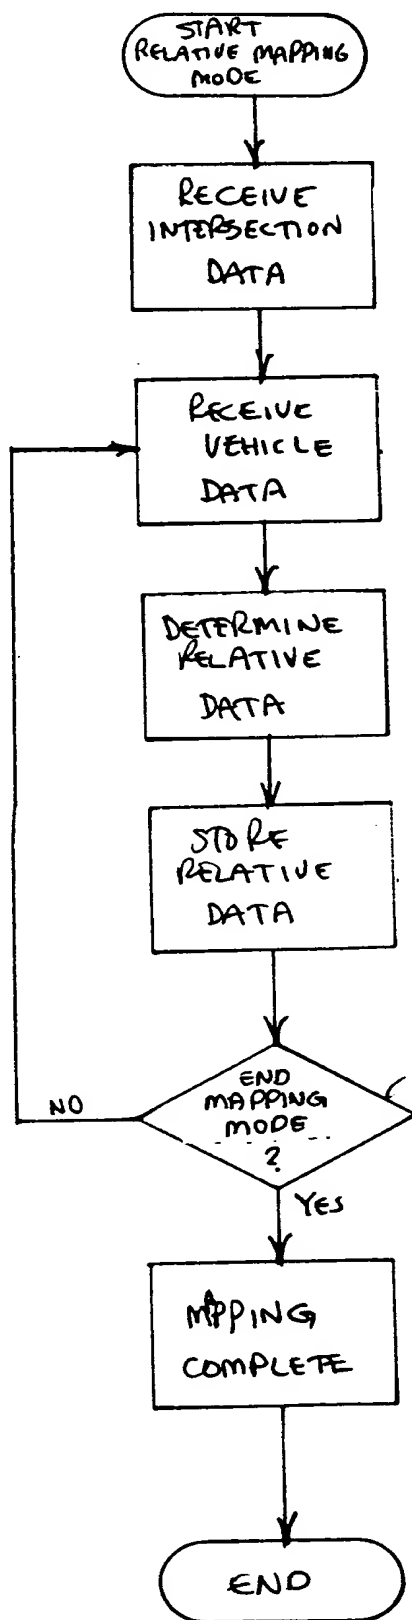 START
RELATIVE MAPPING
MODE
RECEIVE
INTERSECTION
DATA
RECEIVE
VEHICLE
DATA
DETERMINE
RELATIVE
DATA
STORE
RELATIVE
DATA
END
MAPPING
MODE
?
NO
YES
MAPPING
COMPLETE
END